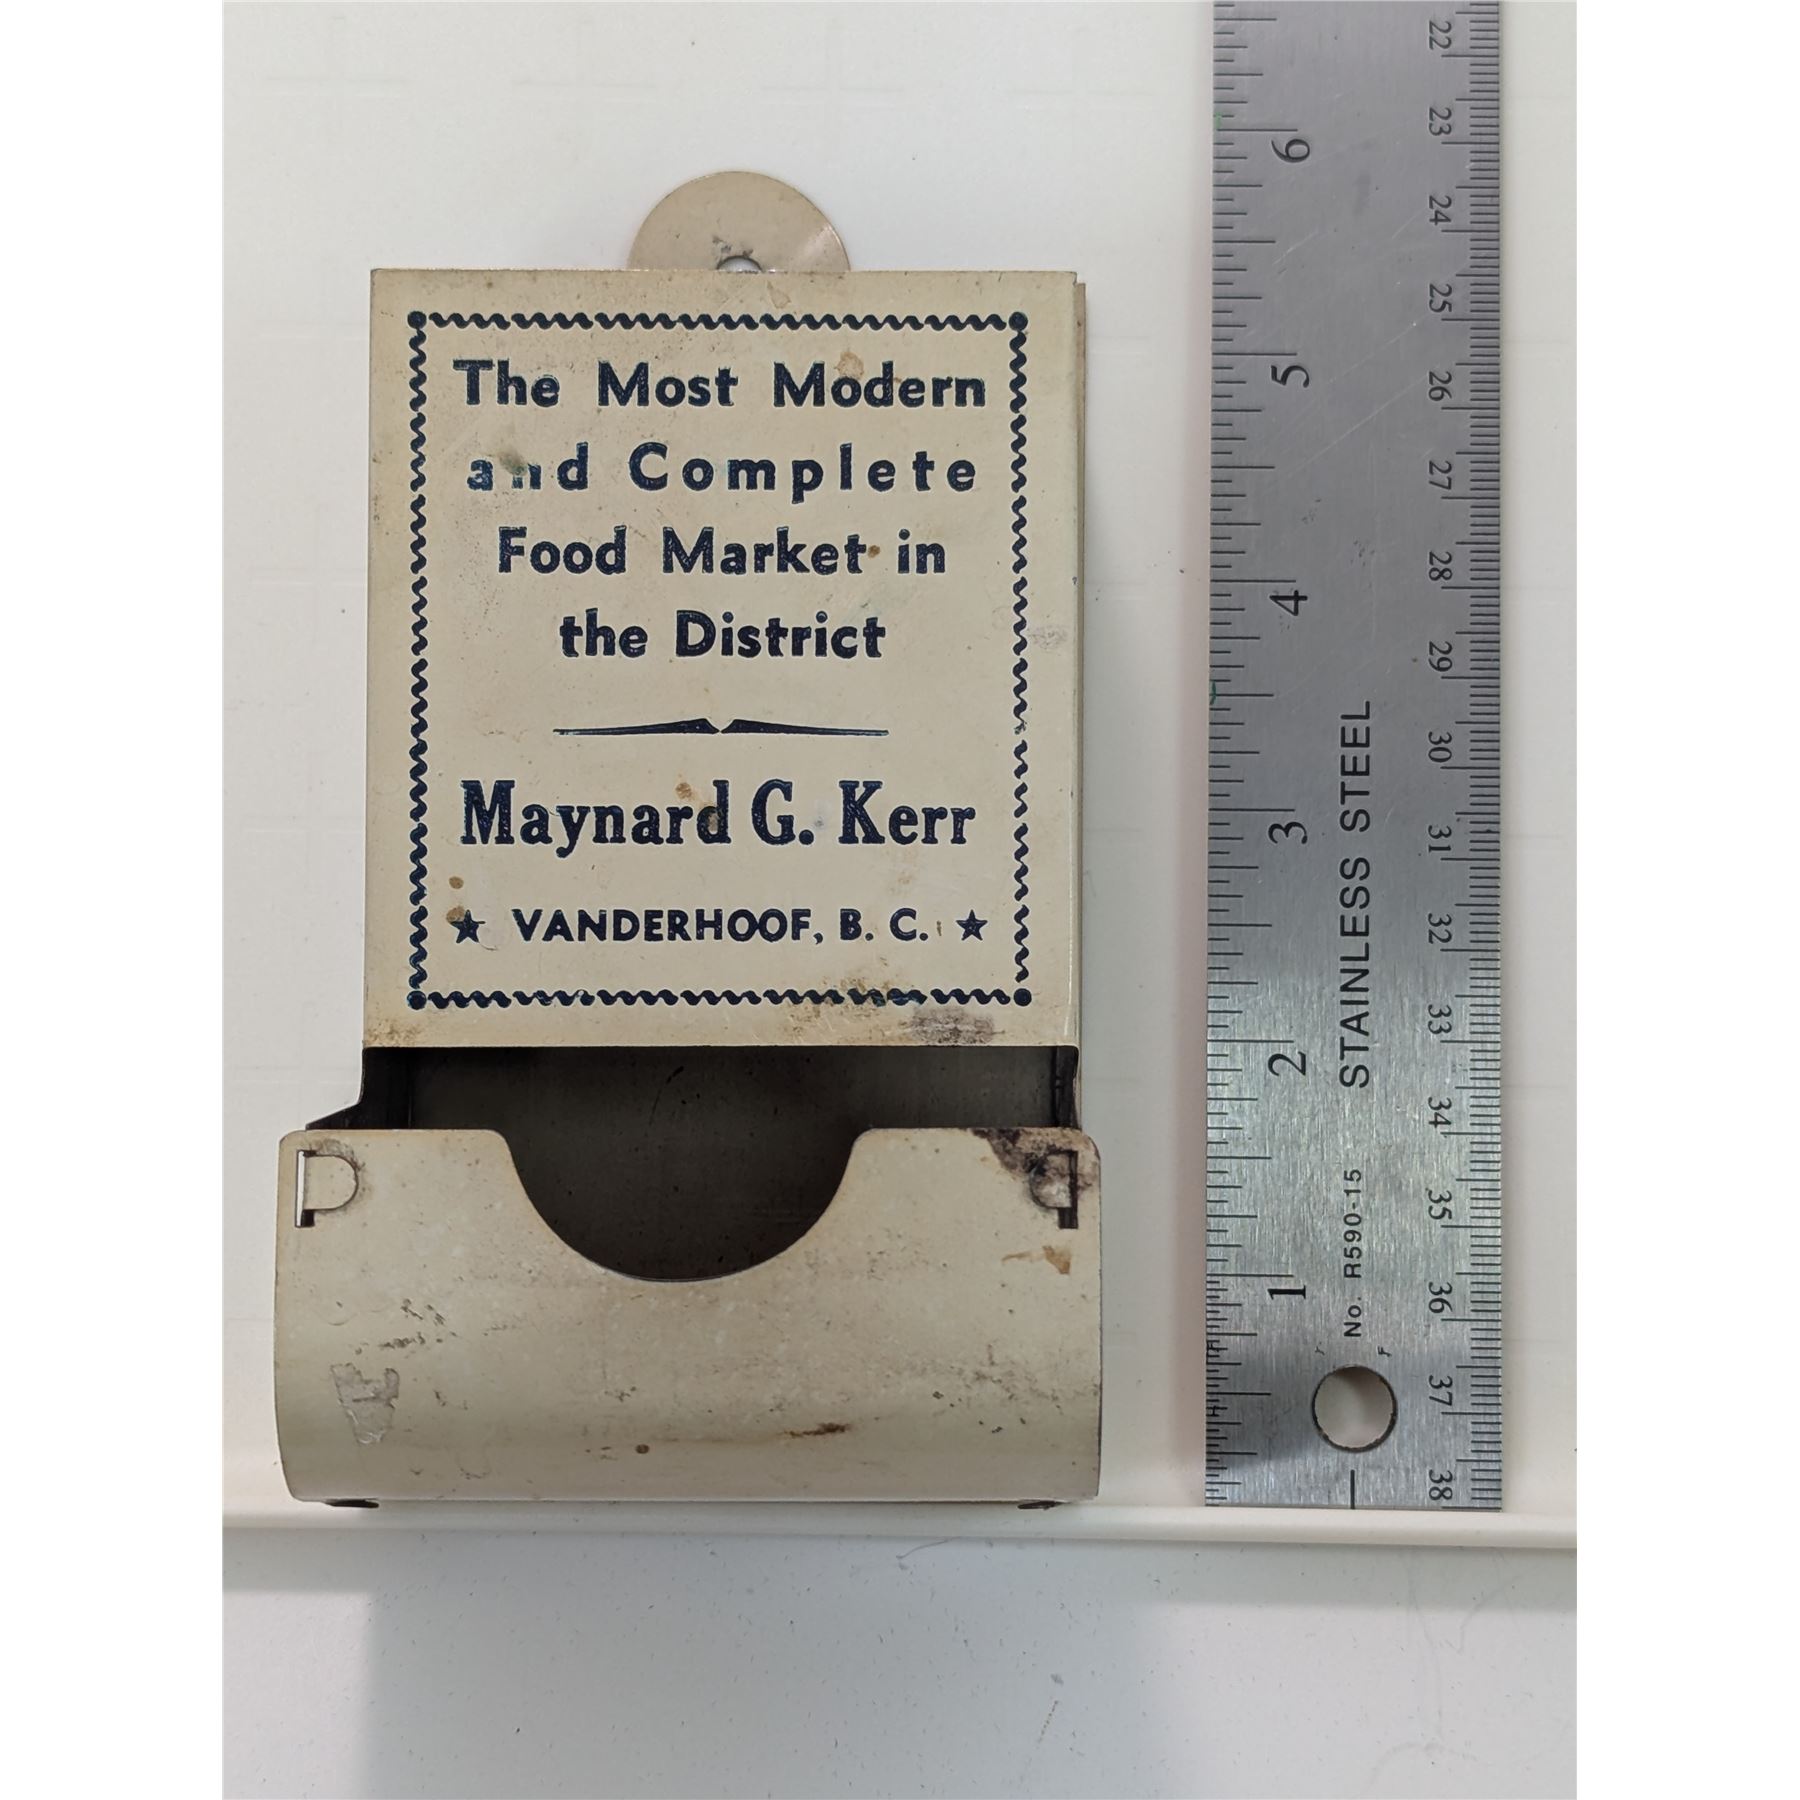 The Most Modern
and Complete
Food Market in
the District
Maynard G. Kerr
★ VANDERHOOF, B. C. ★
6
5
4
3
2
1
STAINLESS STEEL
No. R590-15
22
23
24
25
26
27
28
29
30
31
32
33
34
35
36
37
38